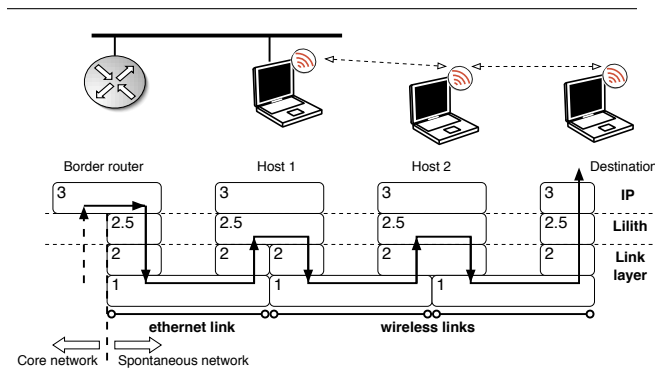 Border router Host 1 Host 2 Destination
3 3 3 3 IP
2.5 2.5 2.5 2.5 Lilith
2 2 2 2 2 Link
layer
1 1 1
ethernet link wireless links
Core network Spontaneous network